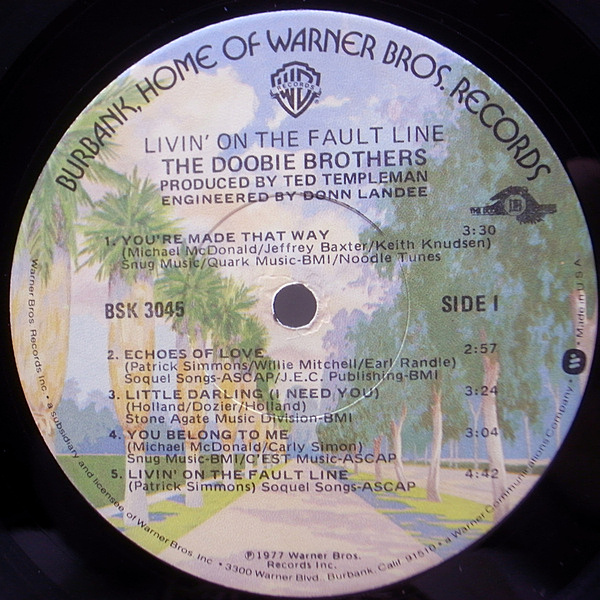 BURBANK, HOME OF WARNER BROS. RECORDS
RECORDS
LIVIN' ON THE FAULT LINE
THE DOOBIE BROTHERS
PRODUCED BY TED TEMPLEMAN
ENGINEERED BY DONN LANDEE
1. YOU'RE MADE THAT WAY 3:30
(Michael McDonald/Jeffrey Baxter/Keith Knudsen)
Snug Music/Quark Music-BMI/Noodle Tunes
BSK 3045 SIDE I
2. ECHOES OF LOVE 2:57
(Patrick Simmons/Willie Mitchell/Earl Randle)
Soquel Songs-ASCAP/J.E.C. Publishing-BMI
3. LITTLE DARLING (I NEED YOU) 3:24
(Holland/Dozier/Holland)
Stone Agate Music Division-BMI
4. YOU BELONG TO ME 3:04
(Michael McDonald/Carly Simon)
Snug Music-BMI/C'EST Music-ASCAP
5. LIVIN' ON THE FAULT LINE 4:42
(Patrick Simmons) Soquel Songs-ASCAP
℗1977 Warner Bros.
Records Inc.
Warner Bros. Records Inc. • a subsidiary and licensee of Warner Bros. Inc. • 3300 Warner Blvd., Burbank, Calif. 91510 • a Warner Communications Company. • Made in U S A